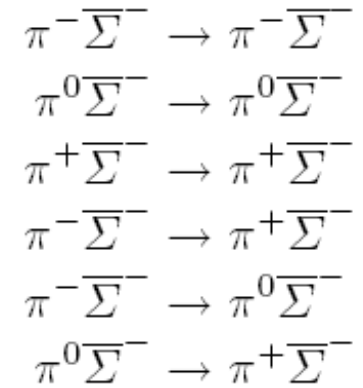 π⁻Σ̅⁻ → π⁻Σ̅⁻
π⁰Σ̅⁻ → π⁰Σ̅⁻
π⁺Σ̅⁻ → π⁺Σ̅⁻
π⁻Σ̅⁻ → π⁺Σ̅⁻
π⁻Σ̅⁻ → π⁰Σ̅⁻
π⁰Σ̅⁻ → π⁺Σ̅⁻